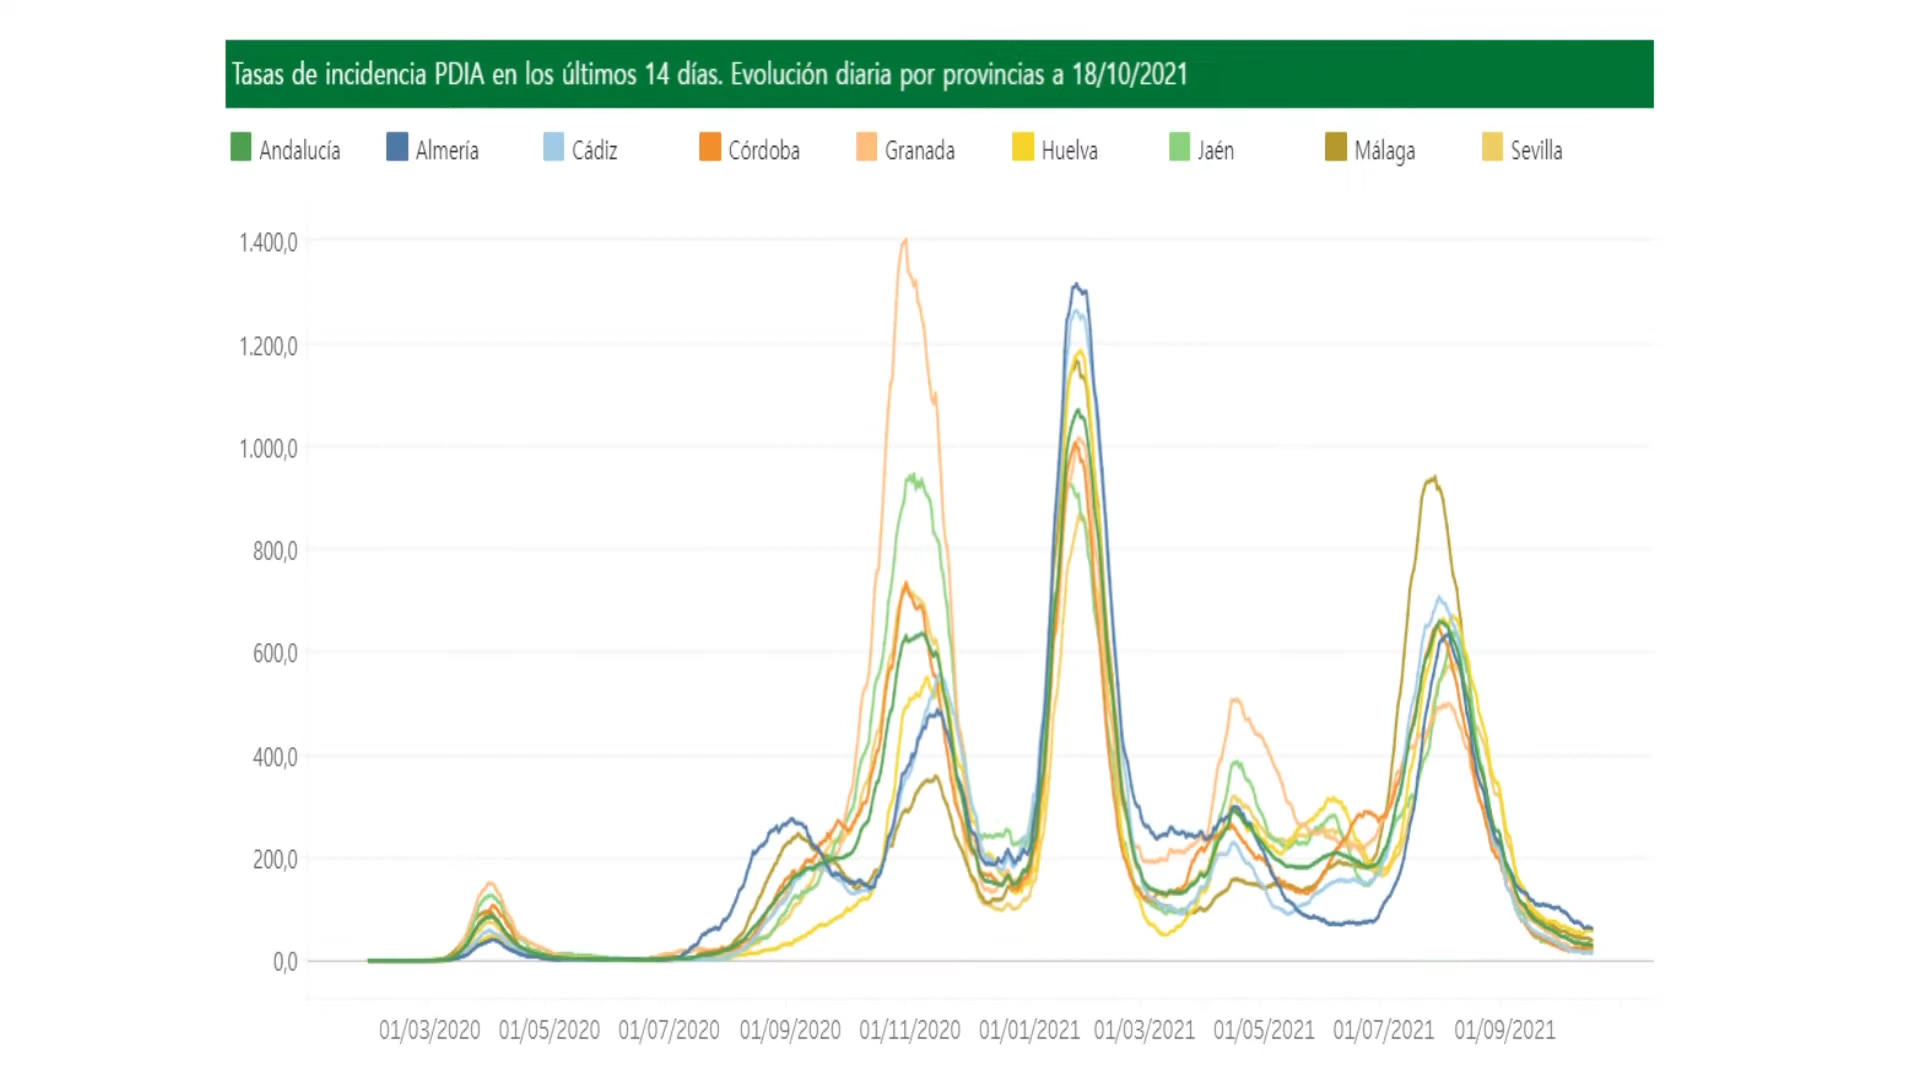 Tasas de incidencia PDIA en los últimos 14 días. Evolución diaria por provincias a 18/10/2021
Andalucía Almería Cádiz Córdoba Granada Huelva Jaén Málaga Sevilla
1.400,0
1.200,0
1.000,0
800,0
600,0
400,0
200,0
0,0
01/03/2020 01/05/2020 01/07/2020 01/09/2020 01/11/2020 01/01/2021 01/03/2021 01/05/2021 01/07/2021 01/09/2021